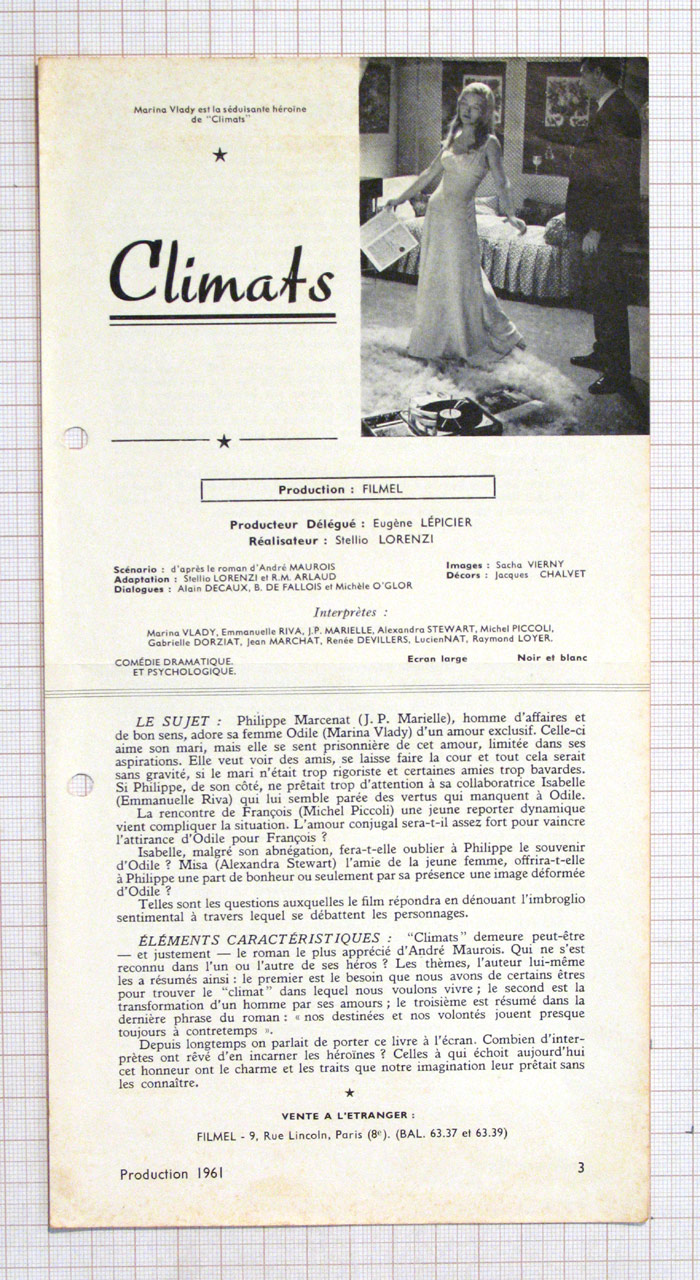 Marina Vlady est la séduisante héroïne
de "Climats"
★
Climats
★
Production : FILMEL
Producteur Délégué : Eugène LÉPICIER
Réalisateur : Stellio LORENZI
Scénario : d'après le roman d'André MAUROIS
Adaptation : Stellio LORENZI et R.M. ARLAUD
Dialogues : Alain DECAUX, B. DE FALLOIS et Michèle O'GLOR
Images : Sacha VIERNY
Décors : Jacques CHALVET
Interprètes :
Marina VLADY, Emmanuelle RIVA, J.P. MARIELLE, Alexandra STEWART, Michel PICCOLI,
Gabrielle DORZIAT, Jean MARCHAT, Renée DEVILLERS, LucienNAT, Raymond LOYER.
COMÉDIE DRAMATIQUE.
ET PSYCHOLOGIQUE.
Ecran large
Noir et blanc
LE SUJET : Philippe Marcenat (J. P. Marielle), homme d'affaires et
de bon sens, adore sa femme Odile (Marina Vlady) d'un amour exclusif. Celle-ci
aime son mari, mais elle se sent prisonnière de cet amour, limitée dans ses
aspirations. Elle veut voir des amis, se laisse faire la cour et tout cela serait
sans gravité, si le mari n'était trop rigoriste et certaines amies trop bavardes.
Si Philippe, de son côté, ne prêtait trop d'attention à sa collaboratrice Isabelle
(Emmanuelle Riva) qui lui semble parée des vertus qui manquent à Odile.
La rencontre de François (Michel Piccoli) une jeune reporter dynamique
vient compliquer la situation. L'amour conjugal sera-t-il assez fort pour vaincre
l'attirance d'Odile pour François ?
Isabelle, malgré son abnégation, fera-t-elle oublier à Philippe le souvenir
d'Odile ? Misa (Alexandra Stewart) l'amie de la jeune femme, offrira-t-elle
à Philippe une part de bonheur ou seulement par sa présence une image déformée
d'Odile ?
Telles sont les questions auxquelles le film répondra en dénouant l'imbroglio
sentimental à travers lequel se débattent les personnages.
ÉLÉMENTS CARACTÉRISTIQUES : "Climats" demeure peut-être
— et justement — le roman le plus apprécié d'André Maurois. Qui ne s'est
reconnu dans l'un ou l'autre de ses héros ? Les thèmes, l'auteur lui-même
les a résumés ainsi : le premier est le besoin que nous avons de certains êtres
pour trouver le "climat" dans lequel nous voulons vivre ; le second est la
transformation d'un homme par ses amours ; le troisième est résumé dans la
dernière phrase du roman : « nos destinées et nos volontés jouent presque
toujours à contretemps ».
Depuis longtemps on parlait de porter ce livre à l'écran. Combien d'inter-
prètes ont rêvé d'en incarner les héroïnes ? Celles à qui échoit aujourd'hui
cet honneur ont le charme et les traits que notre imagination leur prêtait sans
les connaître.
★
VENTE A L'ETRANGER :
FILMEL - 9, Rue Lincoln, Paris (8e). (BAL. 63.37 et 63.39)
Production 1961
3